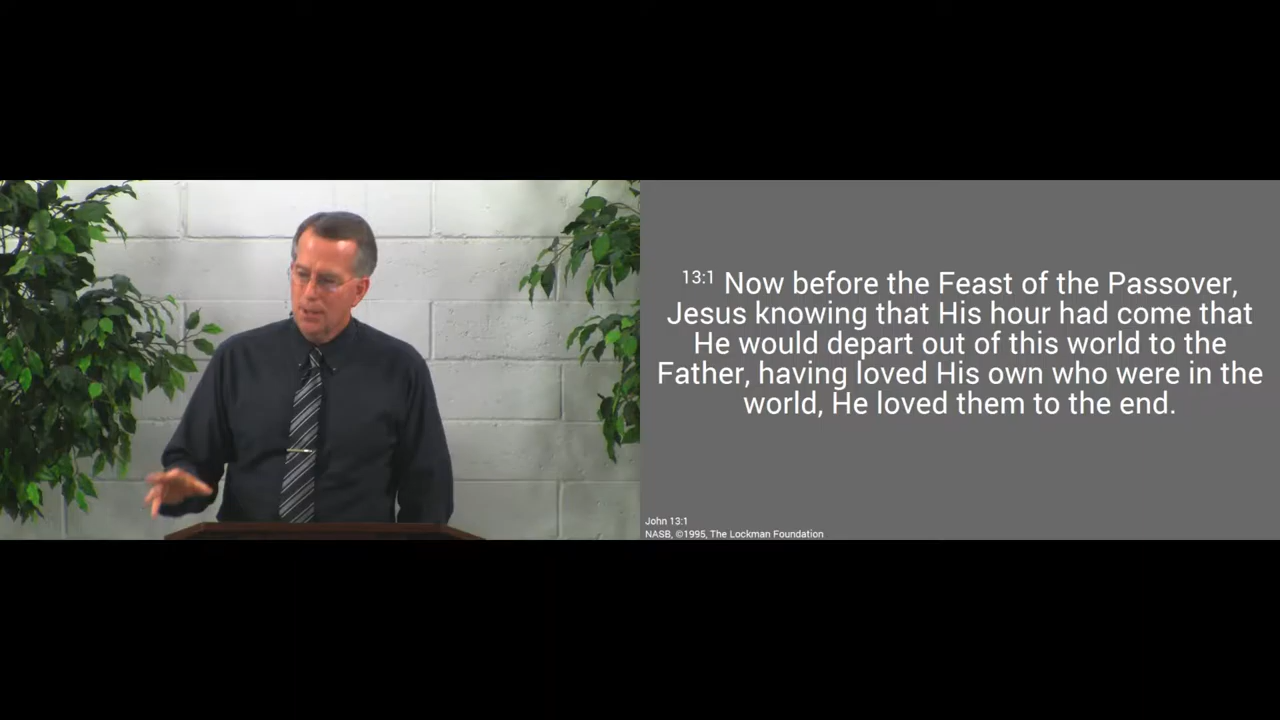 13:1 Now before the Feast of the Passover,
Jesus knowing that His hour had come that
He would depart out of this world to the
Father, having loved His own who were in the
world, He loved them to the end.
John 13:1
NASB, ©1995, The Lockman Foundation